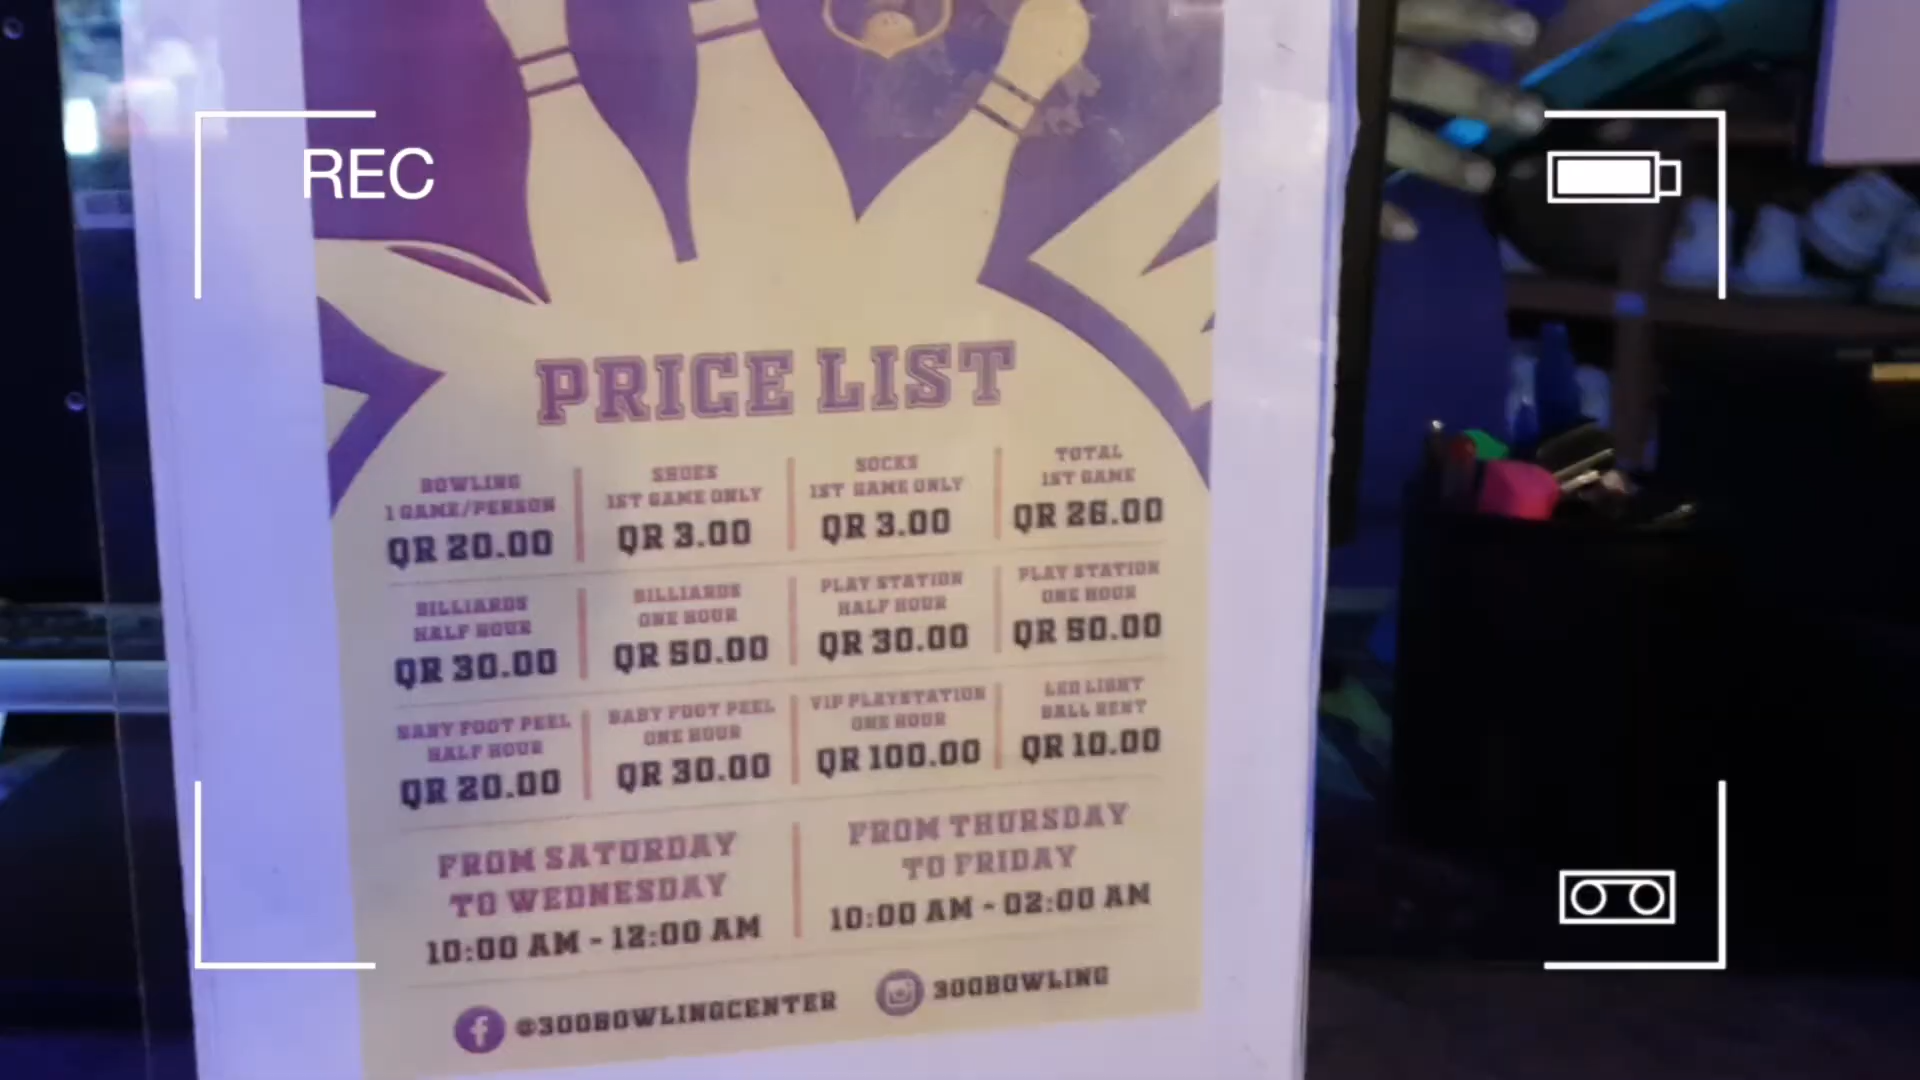 REC
PRICE LIST
BOWLING
1 GAME/PERSON
QR 20.00
SHOES
1ST GAME ONLY
QR 3.00
SOCKS
1ST GAME ONLY
QR 3.00
TOTAL
1ST GAME
QR 26.00
BILLIARDS
HALF HOUR
QR 30.00
BILLIARDS
ONE HOUR
QR 50.00
PLAY STATION
HALF HOUR
QR 30.00
PLAY STATION
ONE HOUR
QR 50.00
BABY FOOT PEEL
HALF HOUR
QR 20.00
BABY FOOT PEEL
ONE HOUR
QR 30.00
VIP PLAYSTATION
ONE HOUR
QR 100.00
LED LIGHT
BALL RENT
QR 10.00
FROM SATURDAY
TO WEDNESDAY
10:00 AM - 12:00 AM
FROM THURSDAY
TO FRIDAY
10:00 AM - 02:00 AM
@300BOWLINGCENTER
300BOWLING